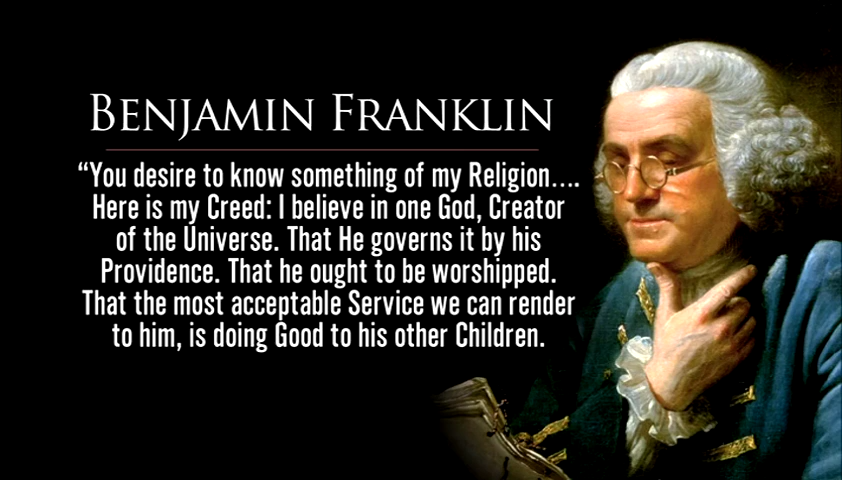 BENJAMIN FRANKLIN
“You desire to know something of my Religion....
Here is my Creed: I believe in one God, Creator
of the Universe. That He governs it by his
Providence. That he ought to be worshipped.
That the most acceptable Service we can render
to him, is doing Good to his other Children.